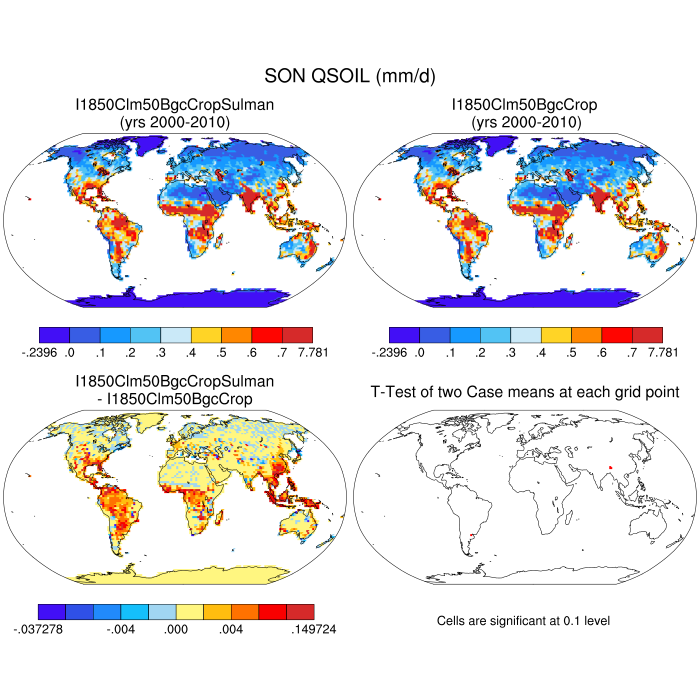 SON QSOIL (mm/d)
I1850Clm50BgcCropSulman
(yrs 2000-2010)
I1850Clm50BgcCrop
(yrs 2000-2010)
-.2396 .0 .1 .2 .3 .4 .5 .6 .7 7.781
-.2396 .0 .1 .2 .3 .4 .5 .6 .7 7.781
I1850Clm50BgcCropSulman
- I1850Clm50BgcCrop
T-Test of two Case means at each grid point
-.037278 -.004 .000 .004 .149724
Cells are significant at 0.1 level